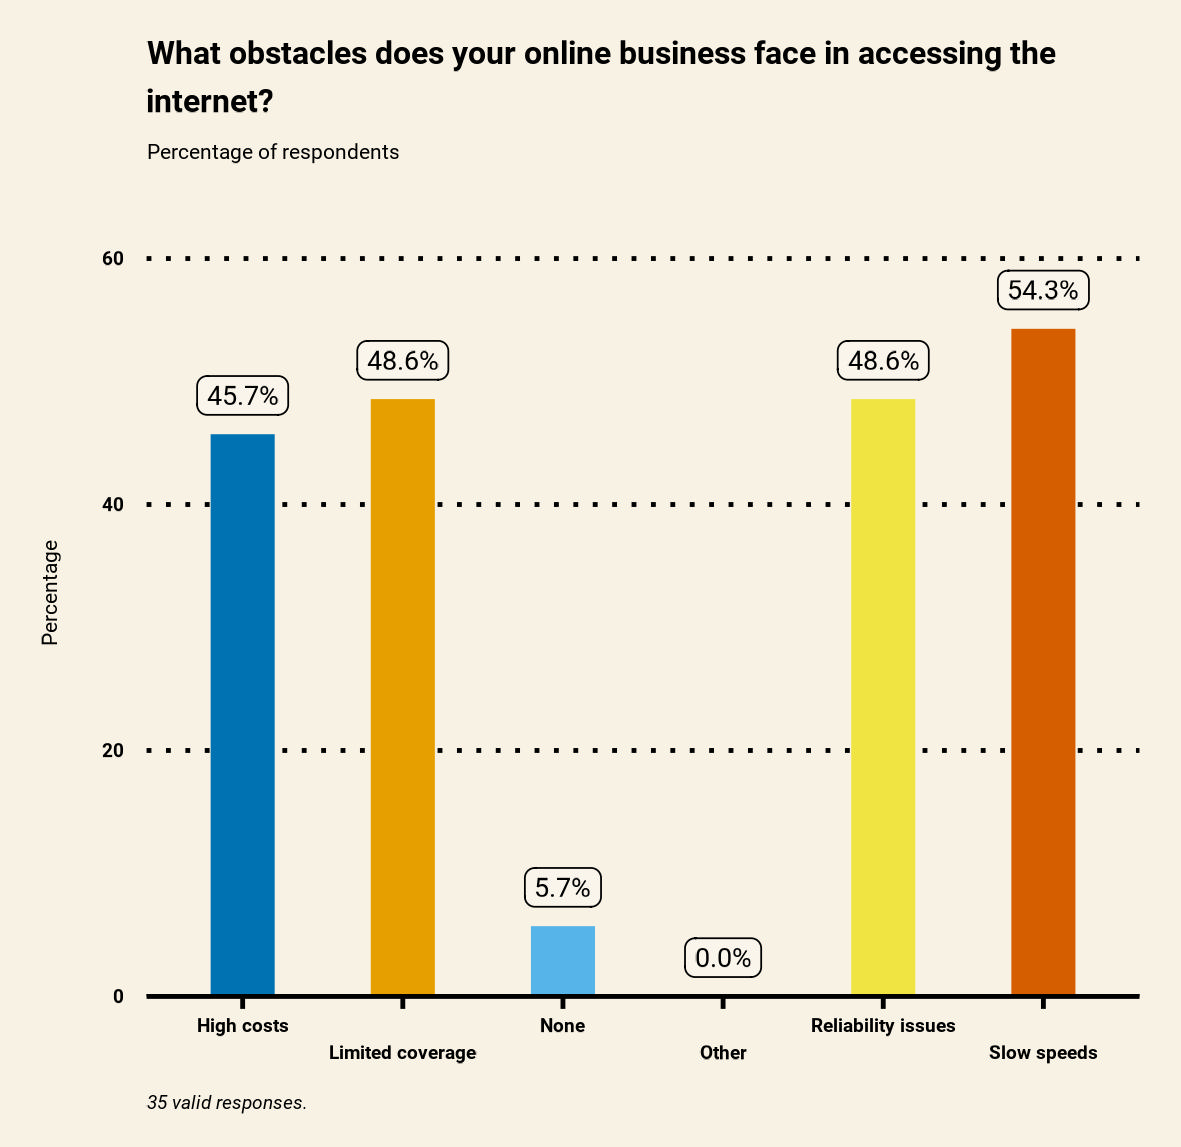 What obstacles does your online business face in accessing the
internet?
Percentage of respondents
60
54.3%
48.6%
48.6%
45.7%
40
Percentage
20
5.7%
0.0%
0
High costs
None
Reliability issues
Limited coverage
Other
Slow speeds
35 valid responses.